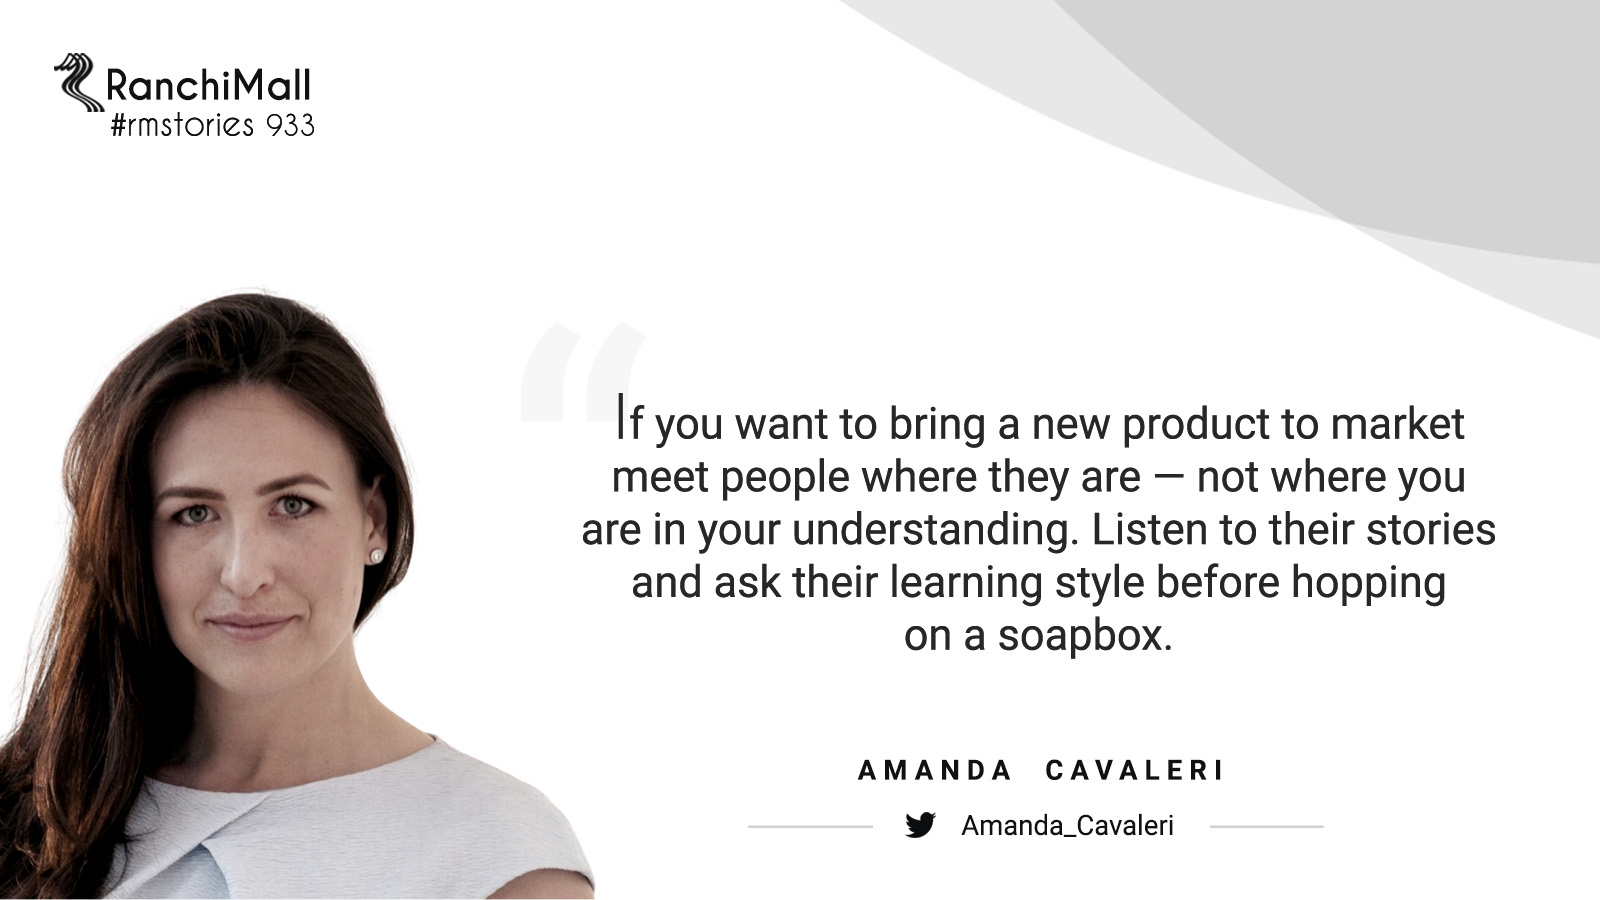 RanchiMall
#rmstories 933
“
If you want to bring a new product to market
meet people where they are — not where you
are in your understanding. Listen to their stories
and ask their learning style before hopping
on a soapbox.
AMANDA CAVALERI
Amanda_Cavaleri